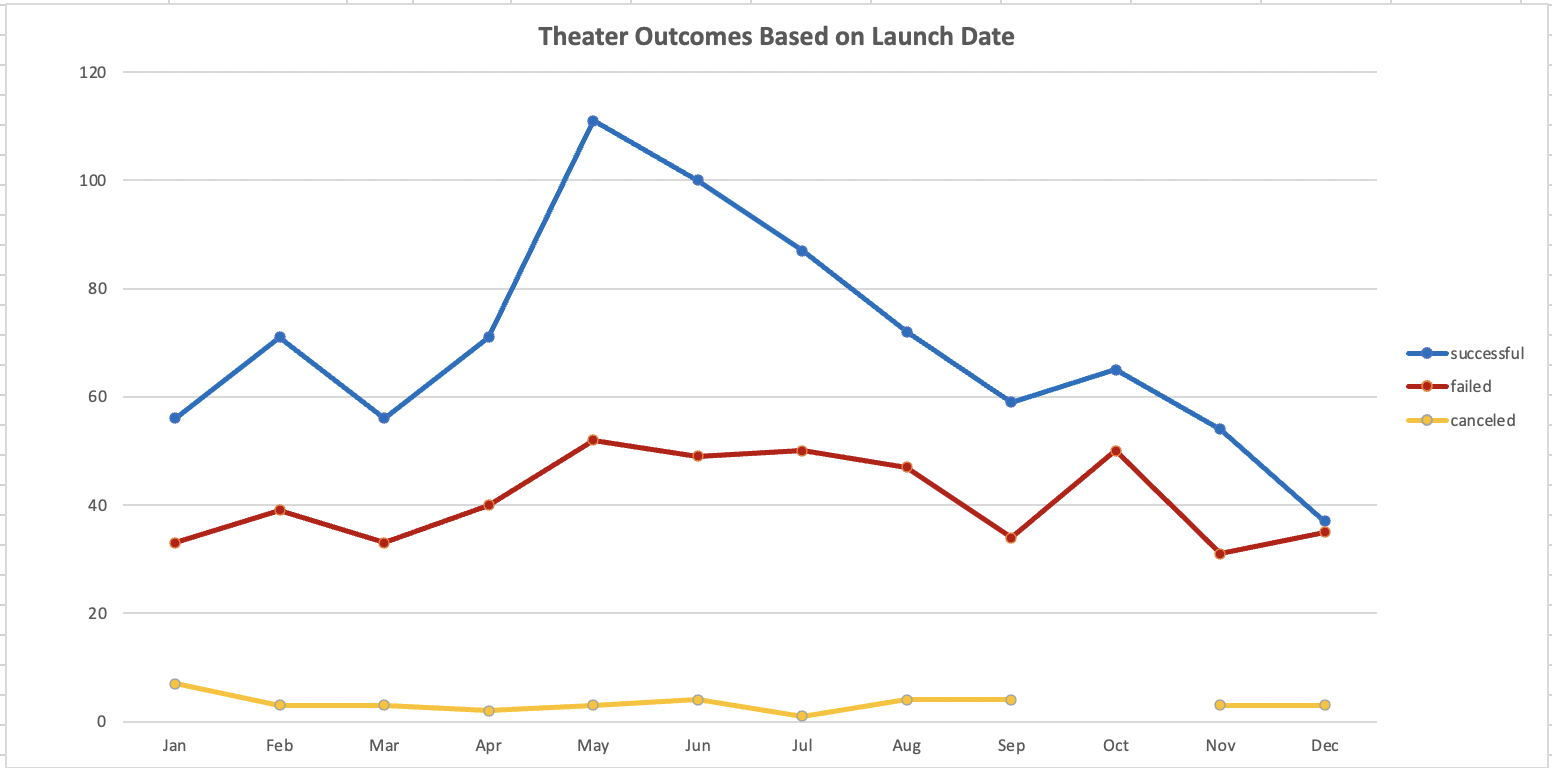 Theater Outcomes Based on Launch Date
120
100
80
60
40
20
0
Jan Feb Mar Apr May Jun Jul Aug Sep Oct Nov Dec
successful
failed
canceled